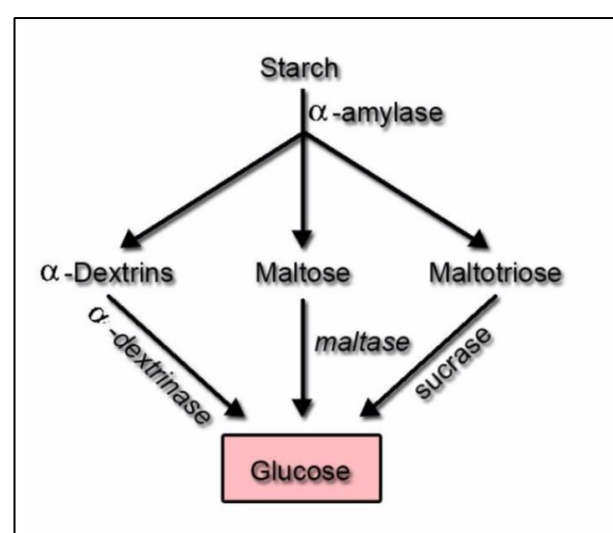 Starch
α-amylase
α-Dextrins
Maltose
Maltotriose
α-dextrinase
maltase
sucrase
Glucose